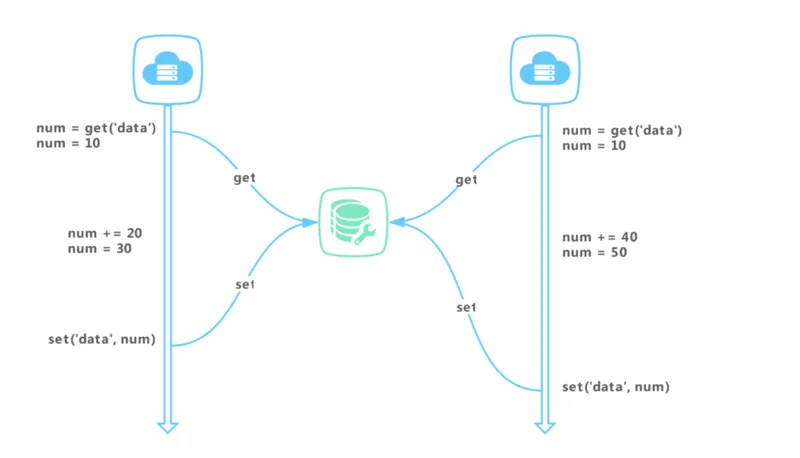 num = get('data')
num = 10
get
num += 20
num = 30
set
set('data', num)
num = get('data')
num = 10
get
num += 40
num = 50
set
set('data', num)